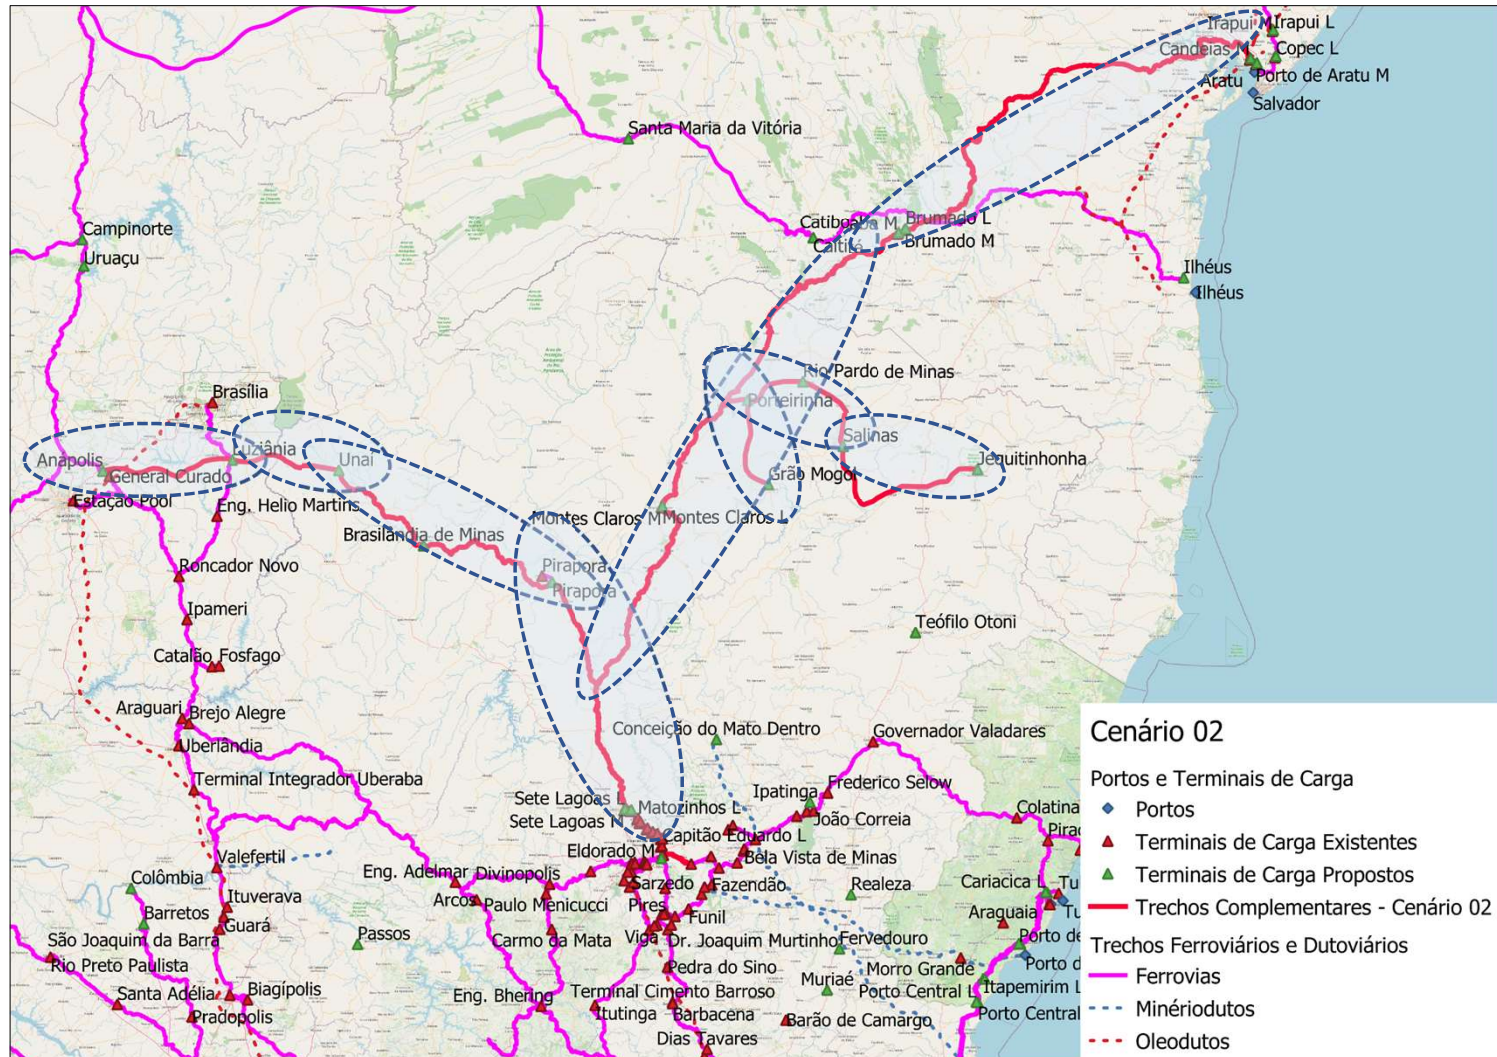 Irapui M
Irapui L
Candeias
Copec L
Aratu
Porto de Aratu M
Salvador
Santa Maria da Vitória
Campinorte
Uruaçu
Catiboaba M
Brumado L
Caitité
Brumado M
Ilhéus
Ilhéus
Brasília
Rio Pardo de Minas
Porteirinha
Anápolis
Luziânia
Unai
Salinas
Jequitinhonha
General Curado
Grão Mogol
Estação Pool
Eng. Helio Martins
Montes Claros M
Montes Claros L
Brasilândia de Minas
Roncador Novo
Pirapora
Pirapora
Ipameri
Teófilo Otoni
Catalão Fosfago
Araguari
Brejo Alegre
Uberlândia
Conceição do Mato Dentro
Governador Valadares
Terminal Integrador Uberaba
Frederico Selow
Ipatinga
Sete Lagoas L
Matozinhos L
João Correia
Colatina
Sete Lagoas M
Capitão Eduardo L
Eldorado M
Bela Vista de Minas
Valefertil
Colômbia
Eng. Adelmar
Divinopolis
Sarzedo
Fazendão
Realeza
Cariacica L
Ituverava
Arcos
Paulo Menicucci
Pires
Funil
Araguaia
Barretos
Guará
São Joaquim da Barra
Passos
Carmo da Mata
Dr. Joaquim Murtinho
Fervedouro
Rio Preto Paulista
Pedra do Sino
Morro Grande
Muriaé
Santa Adélia
Biagípolis
Eng. Bhering
Terminal Cimento Barroso
Porto Central L
Itapemirim L
Pradopolis
Itutinga
Barbacena
Barão de Camargo
Porto Central
Dias Tavares
Cenário 02
Portos e Terminais de Carga
Portos
Terminais de Carga Existentes
Terminais de Carga Propostos
Trechos Complementares - Cenário 02
Trechos Ferroviários e Dutoviários
Ferrovias
Minériodutos
Oleodutos